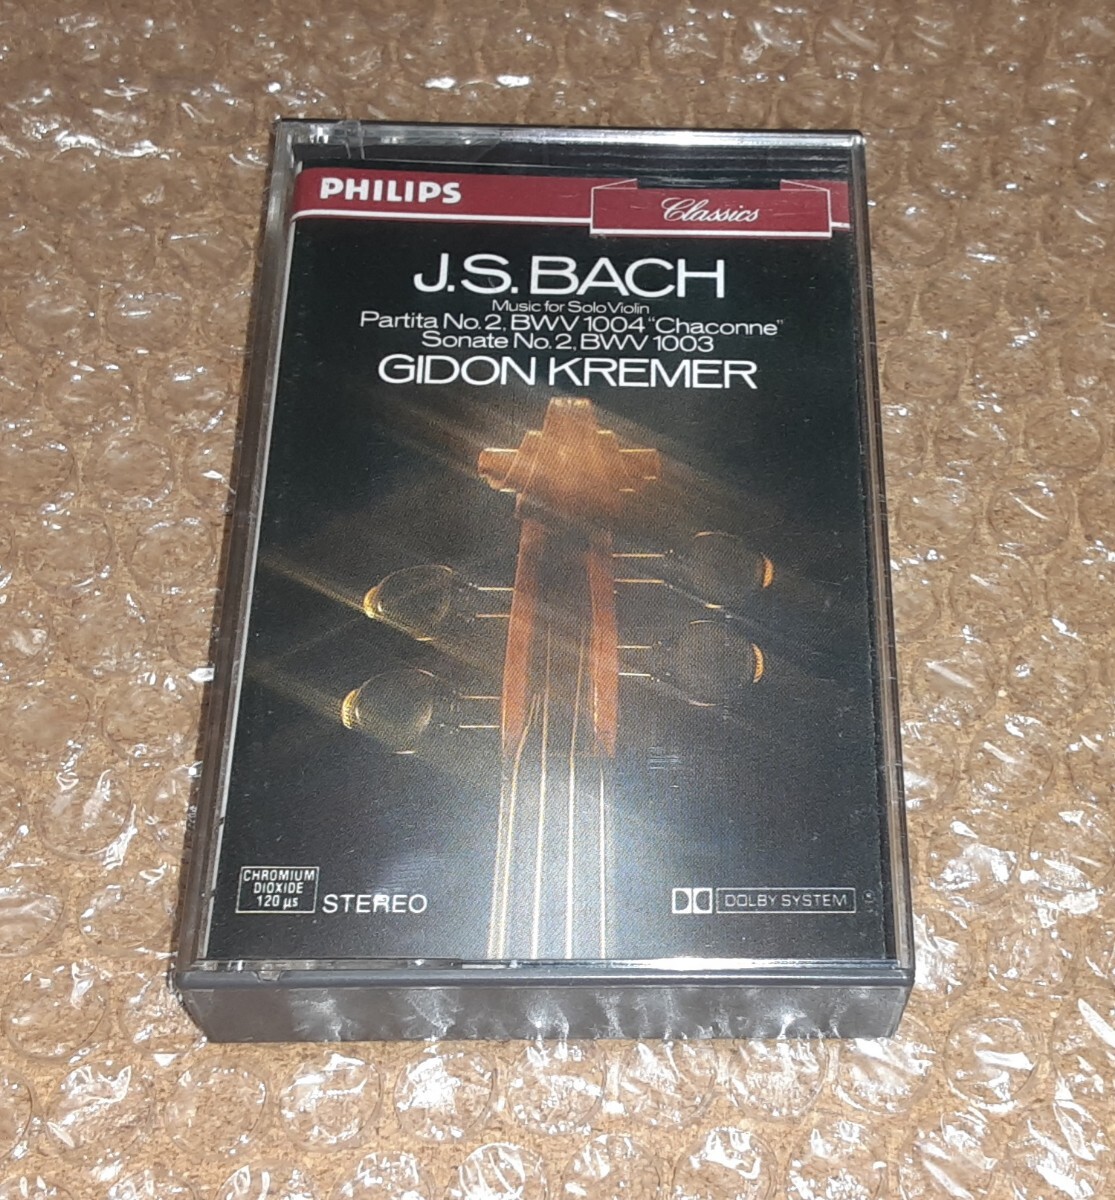 PHILIPS
Classics
J.S. BACH
Music for Solo Violin
Partita No. 2, BWV 1004 "Chaconne"
Sonate No. 2, BWV 1003
GIDON KREMER
CHROMIUM
DIOXIDE
120 µs
STEREO
DOLBY SYSTEM